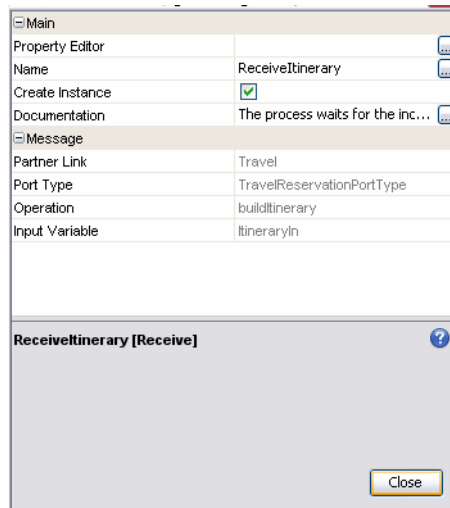 Main
Property Editor
...
Name ReceiveItinerary ...
Create Instance
Documentation The process waits for the inc... ...
Message
Partner Link Travel
Port Type TravelReservationPortType
Operation buildItinerary
Input Variable ItineraryIn
ReceiveItinerary [Receive] ?
Close